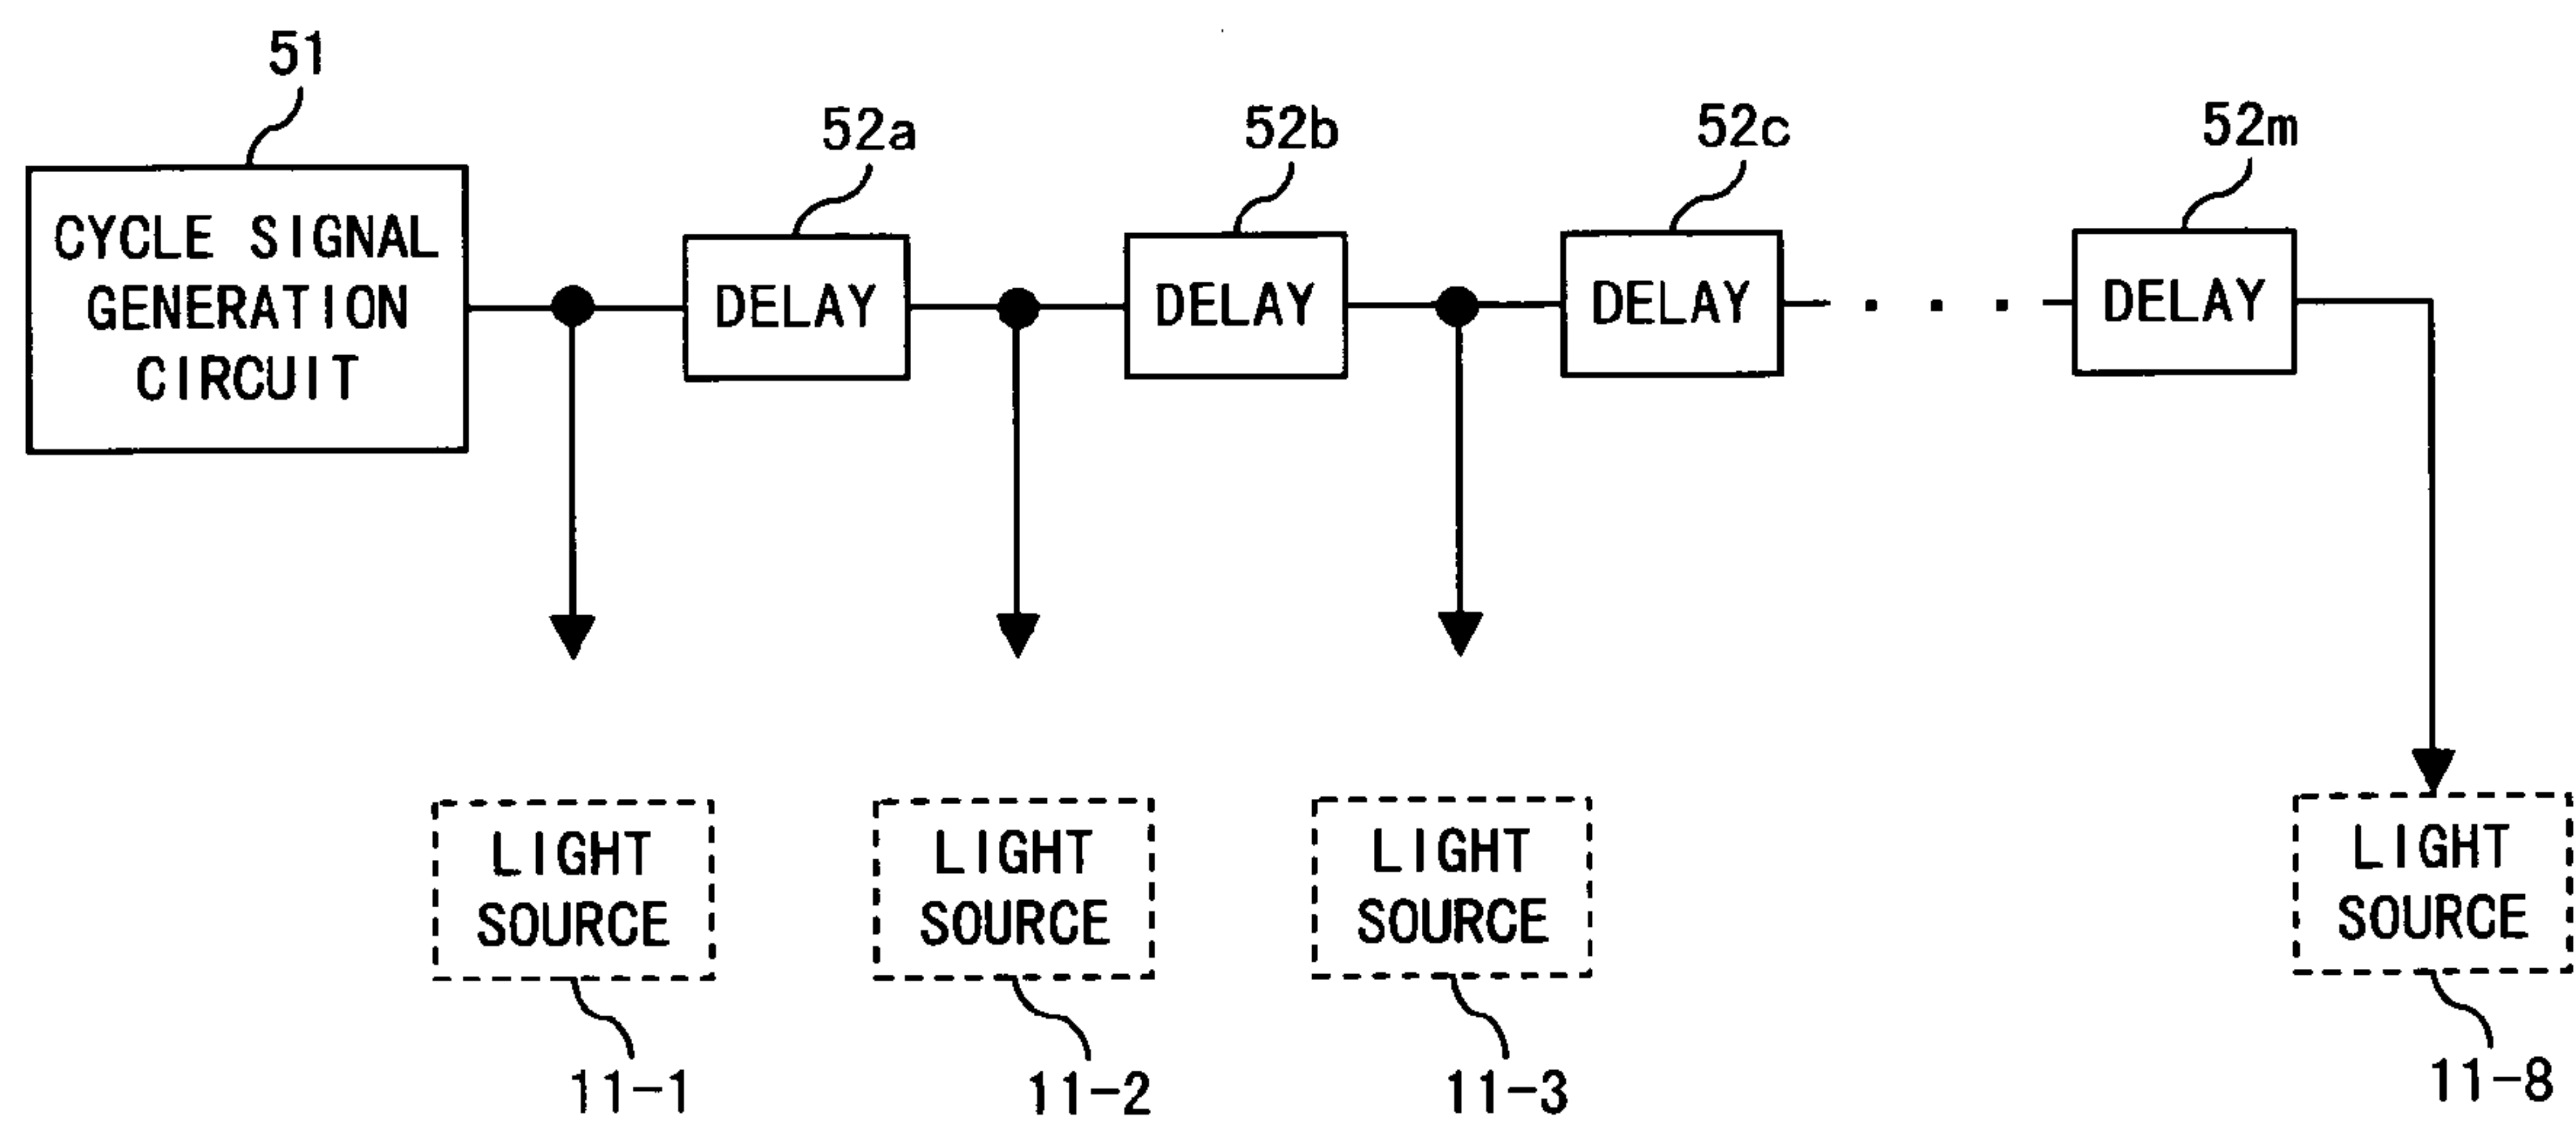 51
52a
52b
52c
52m
CYCLE SIGNAL
GENERATION
CIRCUIT
DELAY
DELAY
DELAY
. . .
DELAY
LIGHT
SOURCE
LIGHT
SOURCE
LIGHT
SOURCE
LIGHT
SOURCE
11-1
11-2
11-3
11-8